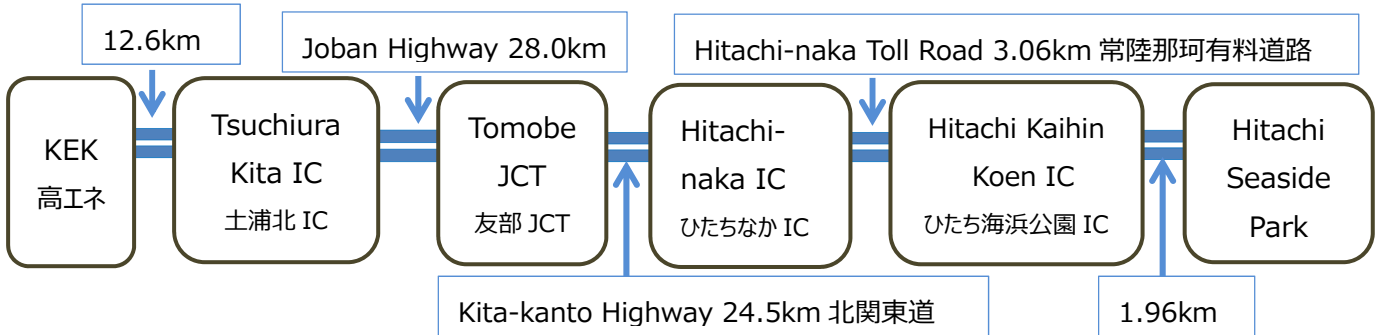 12.6km
Joban Highway 28.0km
Hitachi-naka Toll Road 3.06km 常陸那珂有料道路
KEK
高エネ
Tsuchiura
Kita IC
土浦北 IC
Tomobe
JCT
友部 JCT
Hitachi-
naka IC
ひたちなか IC
Hitachi Kaihin
Koen IC
ひたち海浜公園 IC
Hitachi
Seaside
Park
Kita-kanto Highway 24.5km 北関東道
1.96km